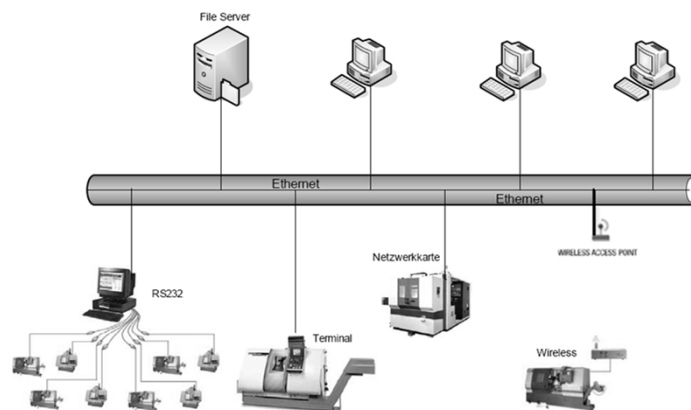 File Server
Ethernet
Ethernet
WIRELESS ACCESS POINT
Netzwerkkarte
RS232
Terminal
Wireless